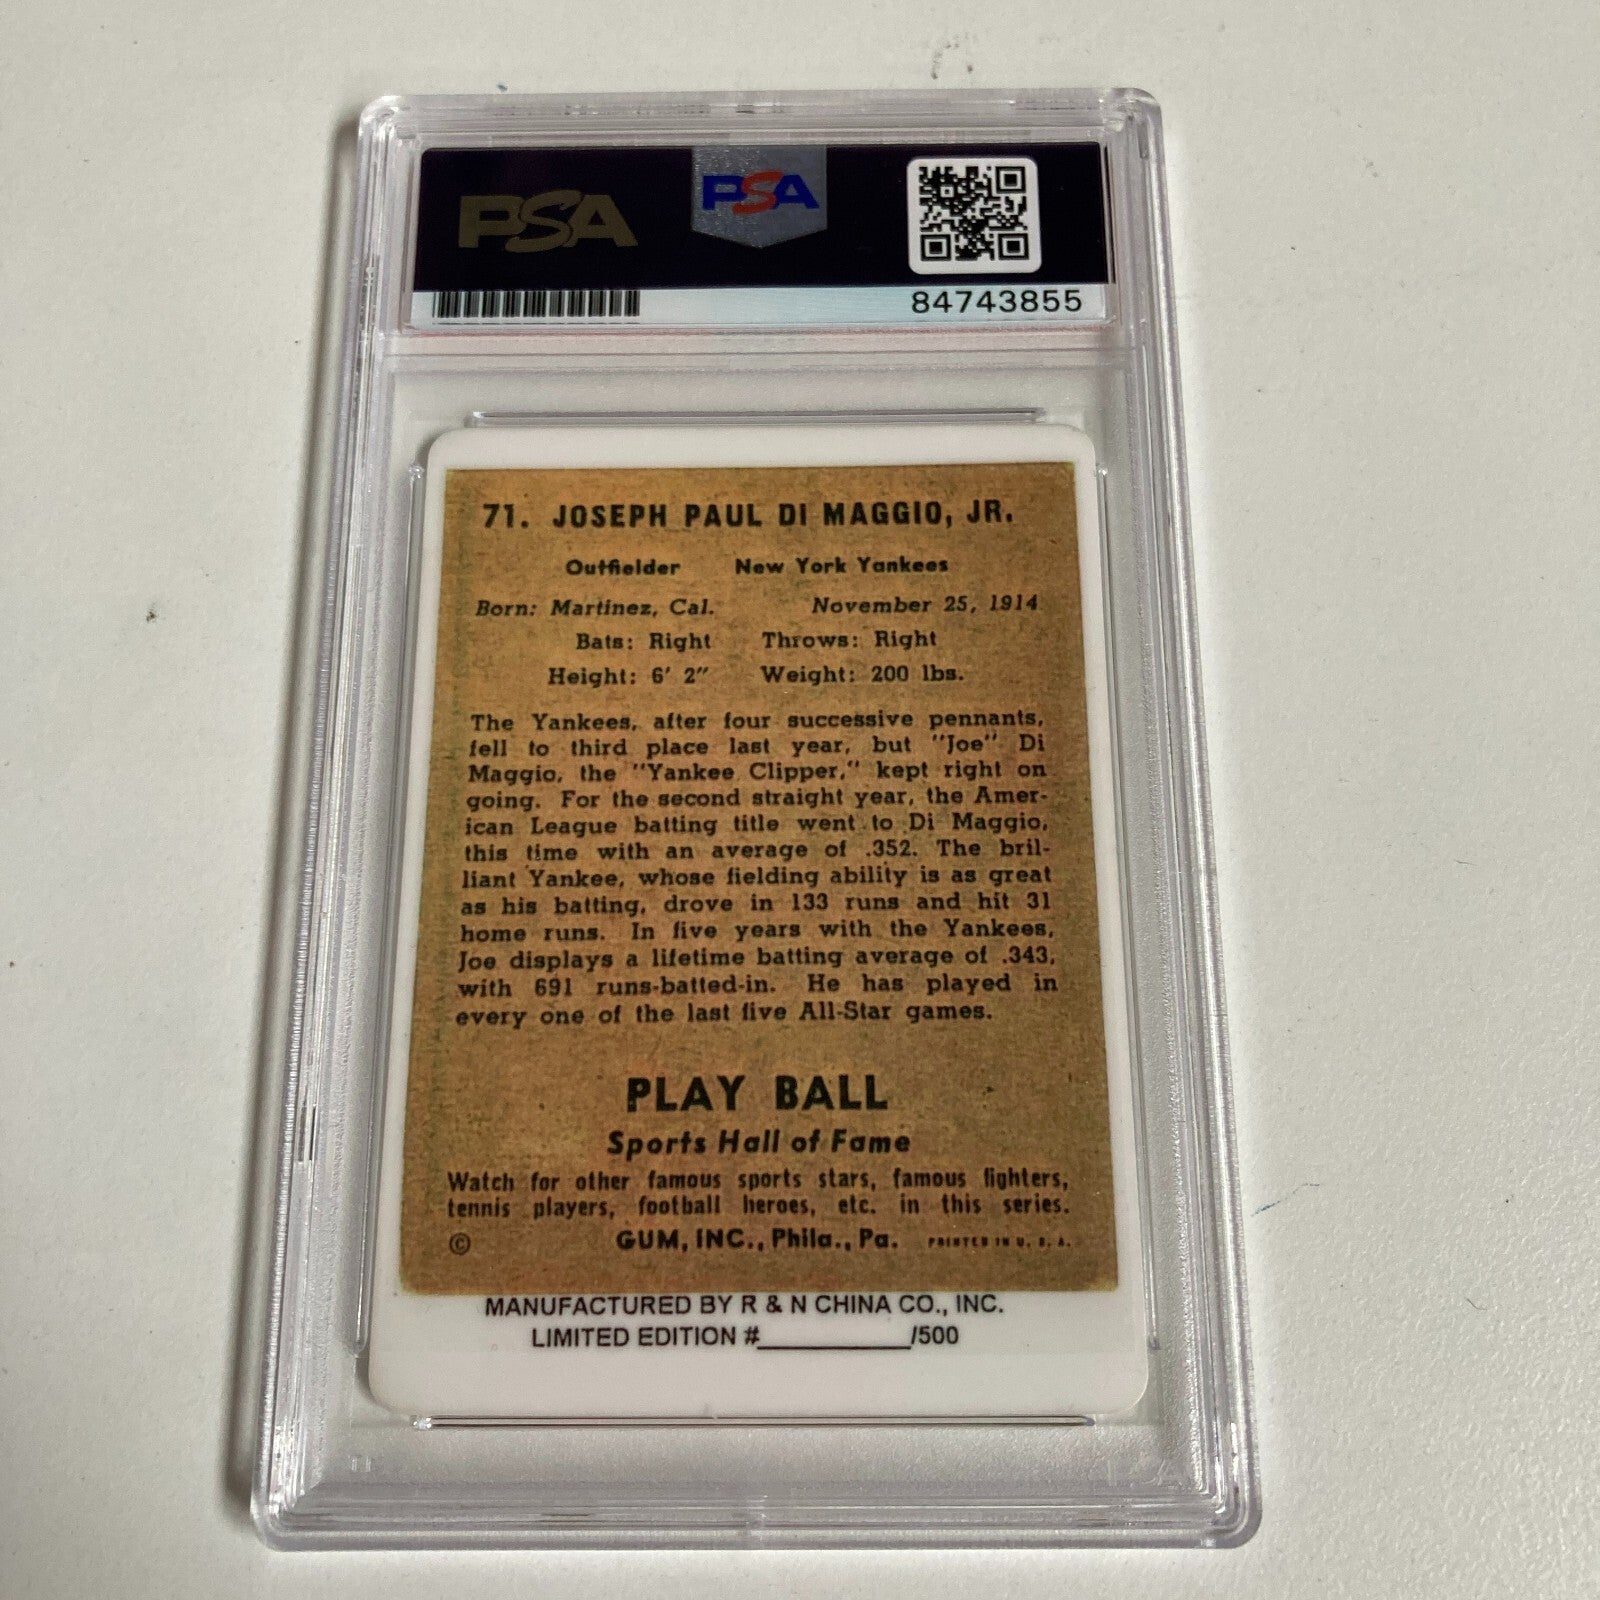 PSA
PSA
84743855
71. JOSEPH PAUL DI MAGGIO, JR.
Outfielder New York Yankees
Born: Martinez, Cal. November 25, 1914
Bats: Right Throws: Right
Height: 6' 2" Weight: 200 lbs.
The Yankees, after four successive pennants,
fell to third place last year, but "Joe" Di
Maggio, the "Yankee Clipper," kept right on
going. For the second straight year, the Amer-
ican League batting title went to Di Maggio,
this time with an average of .352. The bril-
liant Yankee, whose fielding ability is as great
as his batting, drove in 133 runs and hit 31
home runs. In five years with the Yankees,
Joe displays a lifetime batting average of .343,
with 691 runs-batted-in. He has played in
every one of the last five All-Star games.
PLAY BALL
Sports Hall of Fame
Watch for other famous sports stars, famous fighters,
tennis players, football heroes, etc. in this series.
© GUM, INC., Phila., Pa. PRINTED IN U. S. A.
MANUFACTURED BY R & N CHINA CO., INC.
LIMITED EDITION #____________/500